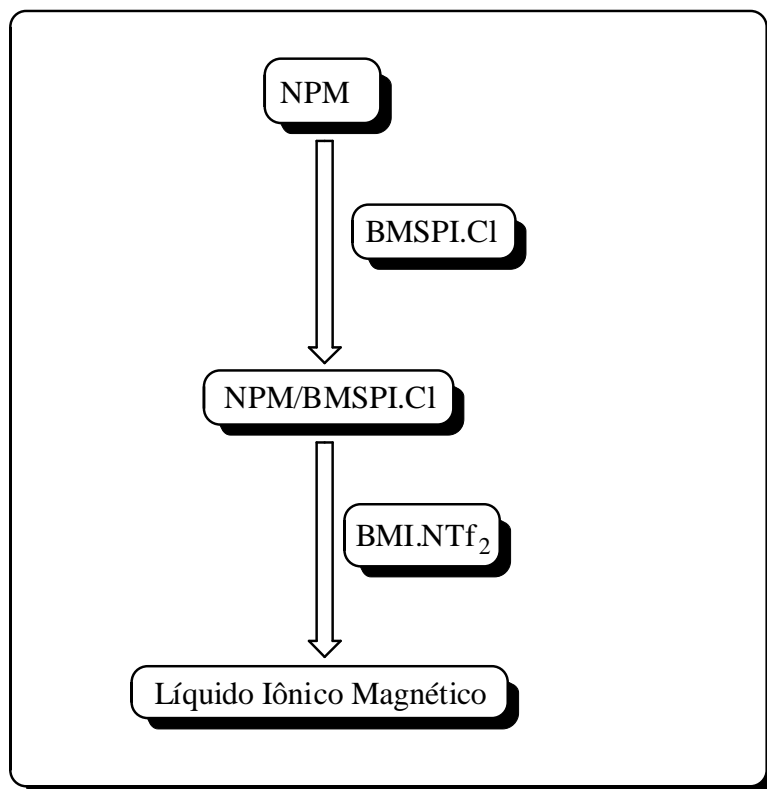 NPM
BMSPI.Cl
NPM/BMSPI.Cl
BMI.NTf₂
Líquido Iônico Magnético